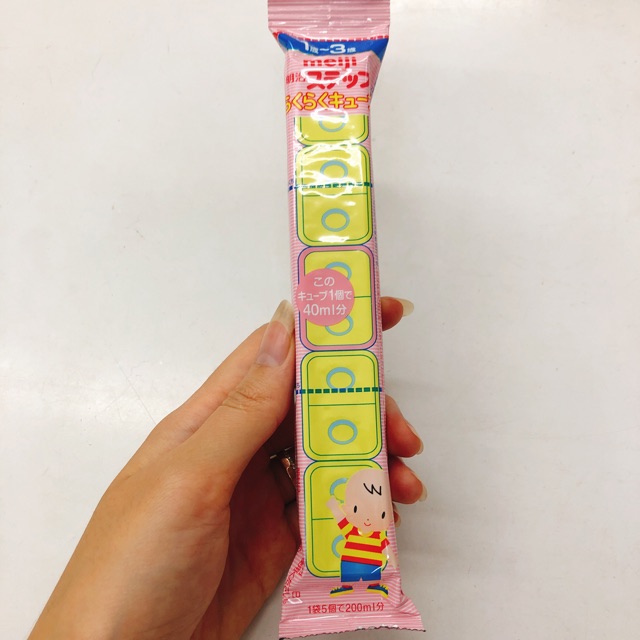 1歳~3歳
meiji
明治ステップ
らくらくキューブ
この
キューブ1個で
40ml分
1袋5個で200ml分